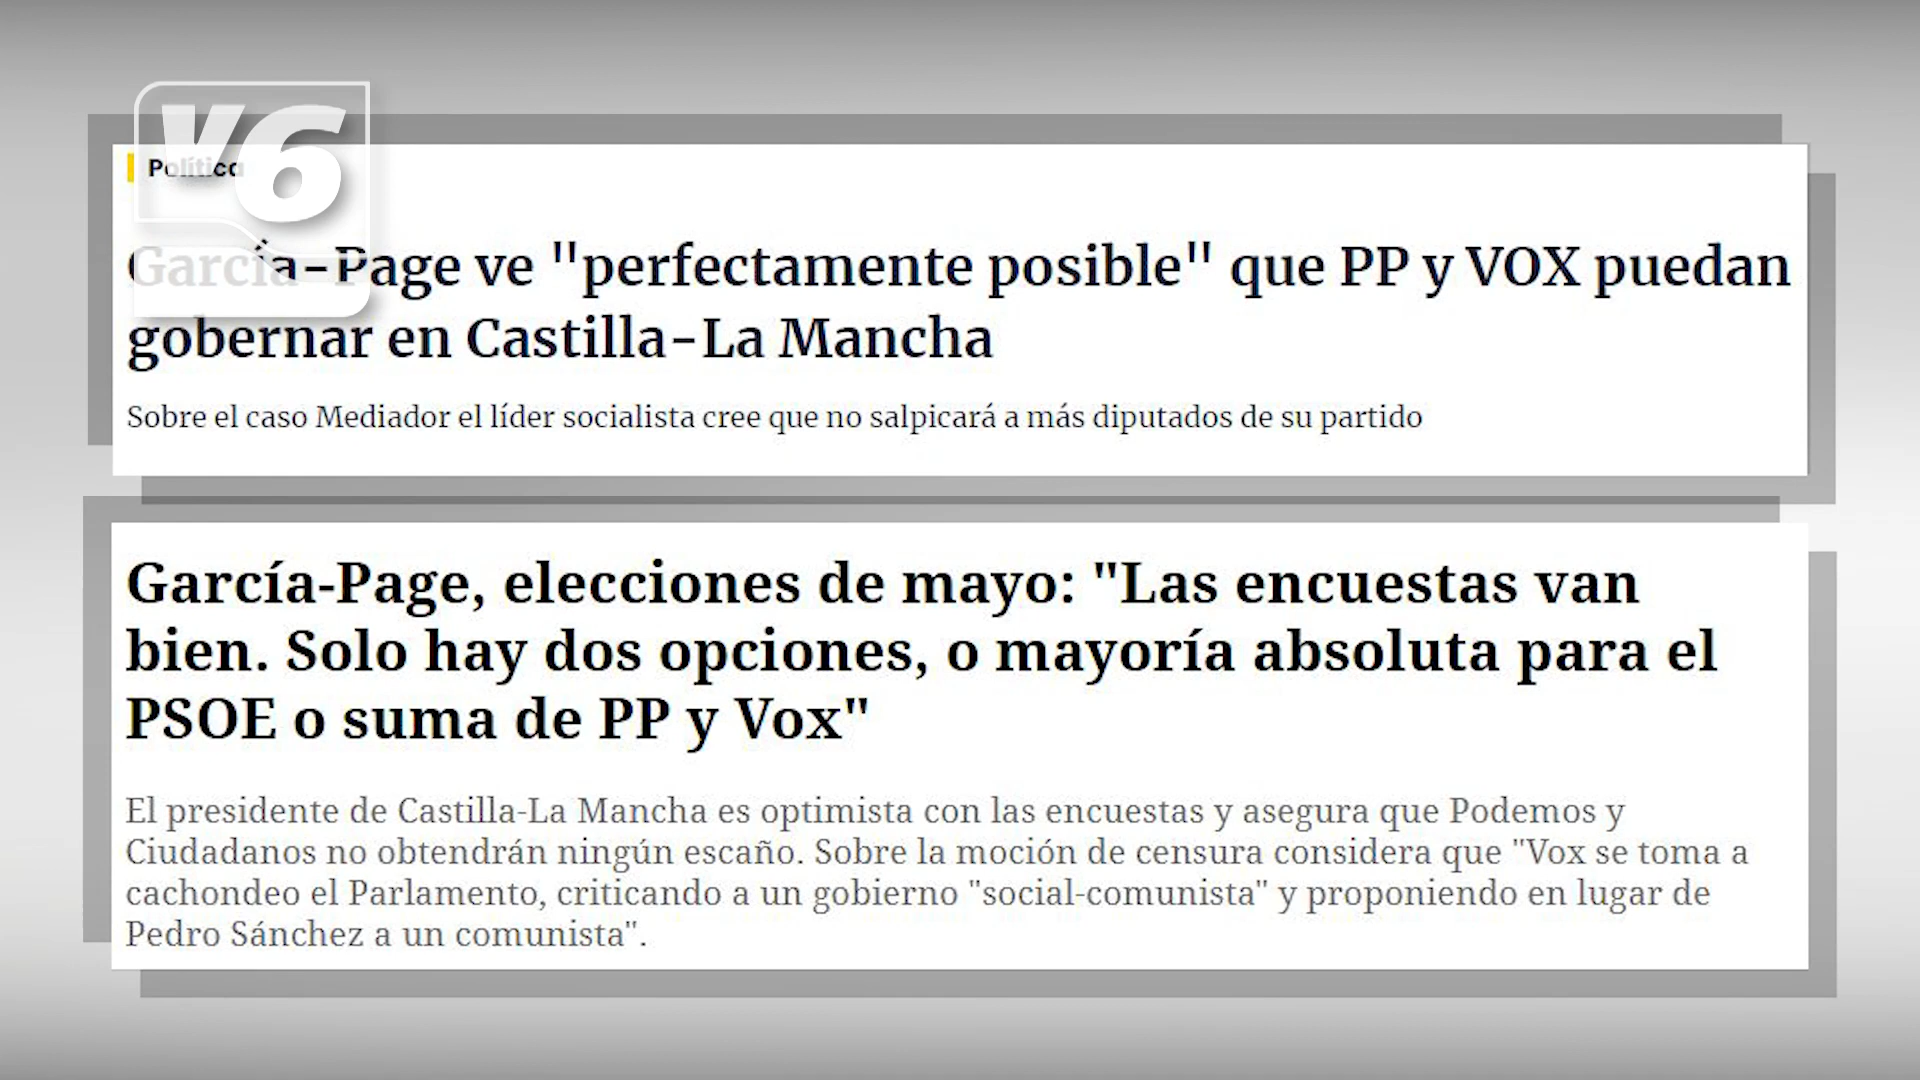 V6
Política
García-Page ve "perfectamente posible" que PP y VOX puedan
gobernar en Castilla-La Mancha
Sobre el caso Mediador el líder socialista cree que no salpicará a más diputados de su partido
García-Page, elecciones de mayo: "Las encuestas van
bien. Solo hay dos opciones, o mayoría absoluta para el
PSOE o suma de PP y Vox"
El presidente de Castilla-La Mancha es optimista con las encuestas y asegura que Podemos y
Ciudadanos no obtendrán ningún escaño. Sobre la moción de censura considera que "Vox se toma a
cachondeo el Parlamento, criticando a un gobierno "social-comunista" y proponiendo en lugar de
Pedro Sánchez a un comunista".